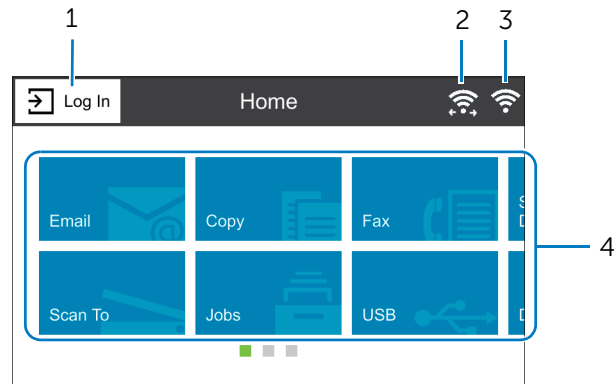 1 2 3
Log In Home
Email Copy Fax
4
Scan To Jobs USB